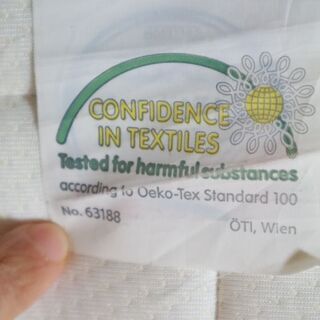 CONFIDENCE
IN TEXTILES
Tested for harmful substances
according to Oeko-Tex Standard 100
No. 63188
ÖTI, Wien